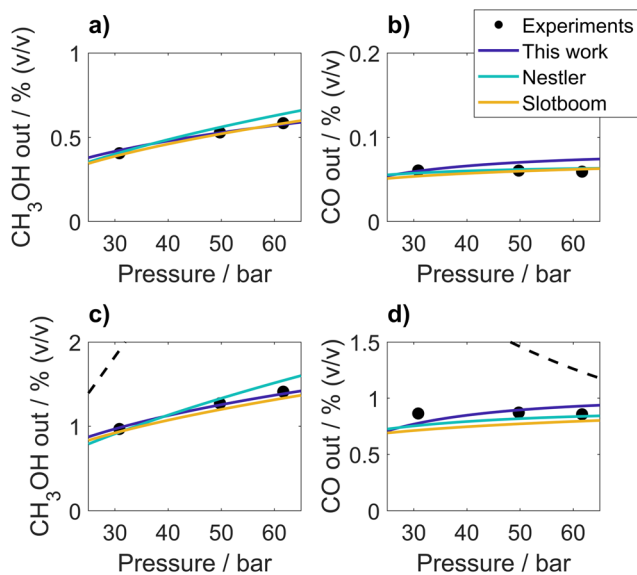 a)
CH3OH out / % (v/v)
1
0.5
0
30 40 50 60
Pressure / bar
b)
CO out / % (v/v)
0.2
0.1
0
30 40 50 60
Pressure / bar
Experiments
This work
Nestler
Slotboom
c)
CH3OH out / % (v/v)
2
1
0
30 40 50 60
Pressure / bar
d)
CO out / % (v/v)
1.5
1
0.5
0
30 40 50 60
Pressure / bar